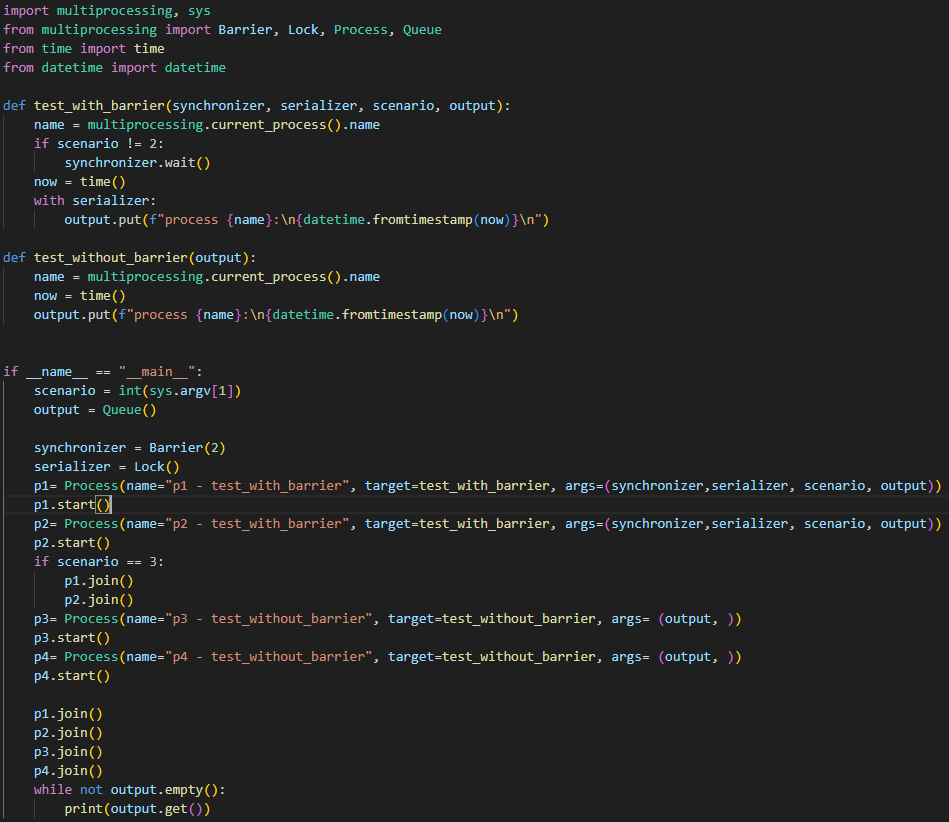 import multiprocessing, sys
from multiprocessing import Barrier, Lock, Process, Queue
from time import time
from datetime import datetime

def test_with_barrier(synchronizer, serializer, scenario, output):
    name = multiprocessing.current_process().name
    if scenario != 2:
        synchronizer.wait()
    now = time()
    with serializer:
        output.put(f"process {name}:\n{datetime.fromtimestamp(now)}\n")

def test_without_barrier(output):
    name = multiprocessing.current_process().name
    now = time()
    output.put(f"process {name}:\n{datetime.fromtimestamp(now)}\n")


if __name__ == "__main__":
    scenario = int(sys.argv[1])
    output = Queue()

    synchronizer = Barrier(2)
    serializer = Lock()
    p1= Process(name="p1 - test_with_barrier", target=test_with_barrier, args=(synchronizer,serializer, scenario, output))
    p1.start()
    p2= Process(name="p2 - test_with_barrier", target=test_with_barrier, args=(synchronizer,serializer, scenario, output))
    p2.start()
    if scenario == 3:
        p1.join()
        p2.join()
    p3= Process(name="p3 - test_without_barrier", target=test_without_barrier, args= (output, ))
    p3.start()
    p4= Process(name="p4 - test_without_barrier", target=test_without_barrier, args= (output, ))
    p4.start()

    p1.join()
    p2.join()
    p3.join()
    p4.join()
    while not output.empty():
        print(output.get())